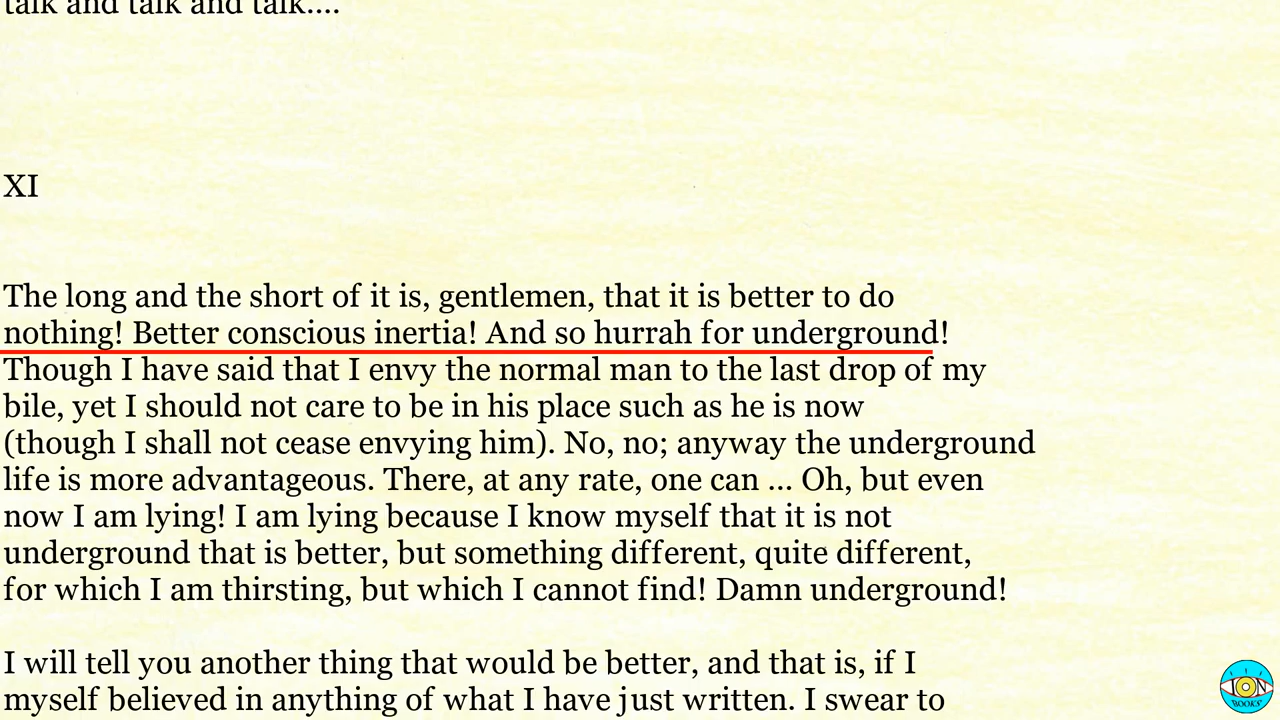 talk and talk and talk....
XI
The long and the short of it is, gentlemen, that it is better to do
nothing! Better conscious inertia! And so hurrah for underground!
Though I have said that I envy the normal man to the last drop of my
bile, yet I should not care to be in his place such as he is now
(though I shall not cease envying him). No, no; anyway the underground
life is more advantageous. There, at any rate, one can ... Oh, but even
now I am lying! I am lying because I know myself that it is not
underground that is better, but something different, quite different,
for which I am thirsting, but which I cannot find! Damn underground!
I will tell you another thing that would be better, and that is, if I
myself believed in anything of what I have just written. I swear to
I
ION
BOOKS